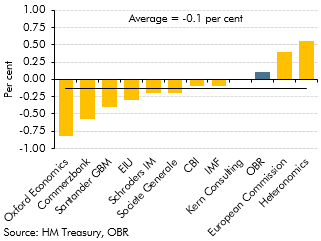 Average = -0.1 per cent
Per cent
1.00
0.75
0.50
0.25
0.00
-0.25
-0.50
-0.75
-1.00
Oxford Economics
Commerzbank
Santander GBM
EIU
Schroders IM
Societe Generale
CBI
IMF
Kern Consulting
OBR
European Commission
Heteronomics
Source: HM Treasury, OBR